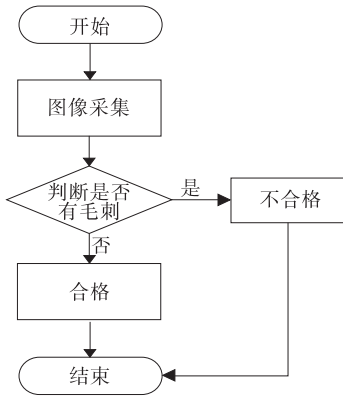 开始
图像采集
判断是否
有毛刺
是
不合格
否
合格
结束